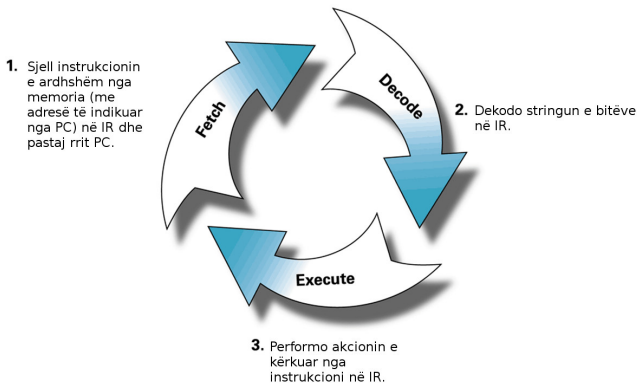 1. Sjell instrukcionin
e ardhshëm nga
memoria (me
adresë të indikuar
nga PC) në IR dhe
pastaj rrit PC.
Fetch
Decode
2. Dekodo stringun e bitëve
në IR.
Execute
3. Performo akcionin e
kërkuar nga
instrukcioni në IR.